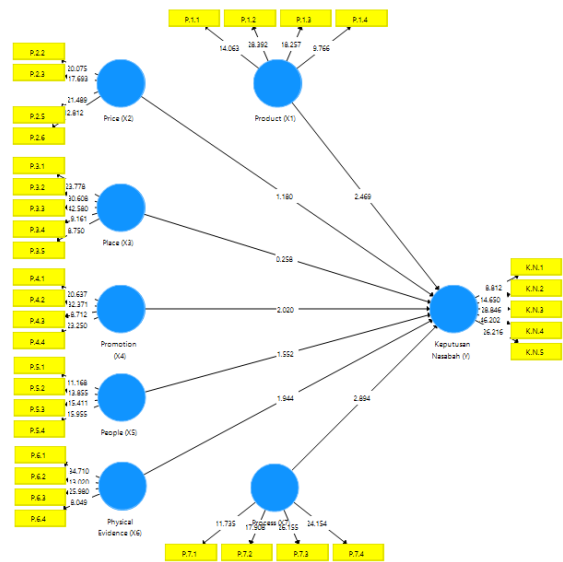 P.1.1 P.1.2 P.1.3 P.1.4
14.063 28.392 18.257 9.766
Product (X1)
P.2.2
P.2.3
P.2.5
P.2.6
20.075
17.693
21.489
2.812
Price (X2)
P.3.1
P.3.2
P.3.3
P.3.4
P.3.5
23.778
30.608
42.580
9.161
8.750
Place (X3)
P.4.1
P.4.2
P.4.3
P.4.4
20.637
32.371
8.712
23.250
Promotion
(X4)
P.5.1
P.5.2
P.5.3
P.5.4
11.168
13.855
15.411
15.955
People (X5)
P.6.1
P.6.2
P.6.3
P.6.4
34.710
25.980
8.049
Physical
Evidence (X6)
1.180
2.469
0.258
2.020
1.552
1.944
2.894
Keputusan
Nasabah (Y)
8.812
14.650
28.846
26.216
K.N.1
K.N.2
K.N.3
K.N.4
K.N.5
11.735 26.155 24.154
P.7.1 P.7.2 P.7.3 P.7.4